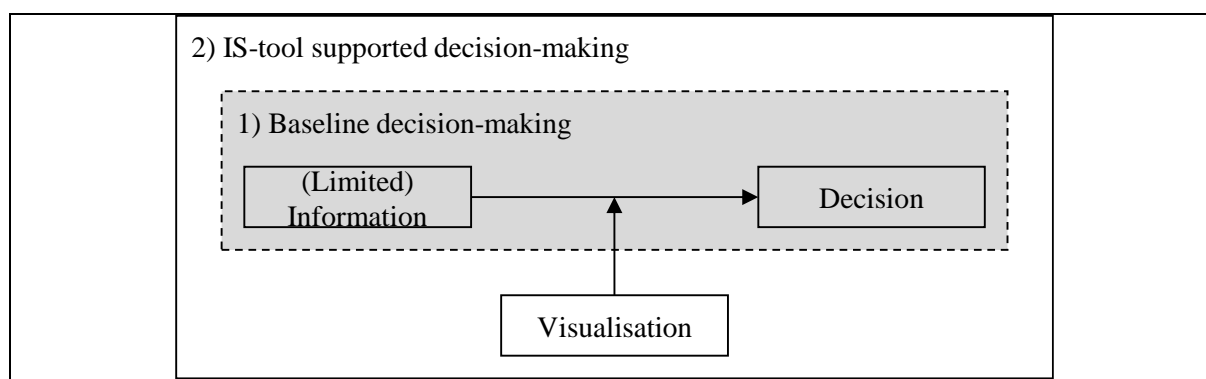 2) IS-tool supported decision-making
1) Baseline decision-making
(Limited)
Information
Decision
Visualisation